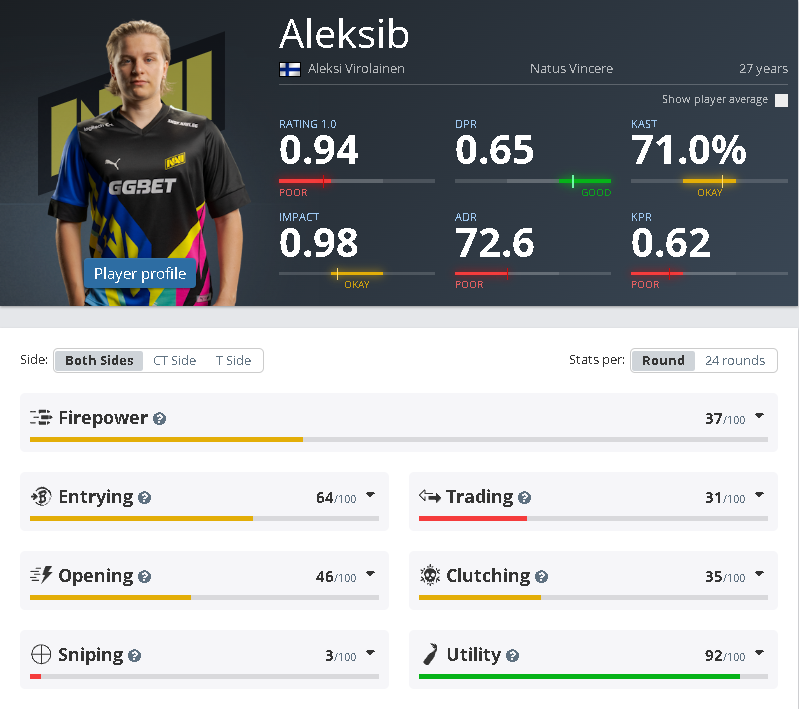 Aleksib
Aleksi Virolainen Natus Vincere 27 years
Show player average
RATING 1.0 DPR KAST
0.94 0.65 71.0%
POOR GOOD OKAY
IMPACT ADR KPR
0.98 72.6 0.62
OKAY POOR POOR
GG.BET
Player profile
Side: Both Sides CT Side T Side Stats per: Round 24 rounds
Firepower ? 37/100
Entrying ? 64/100 Trading ? 31/100
Opening ? 46/100 Clutching ? 35/100
Sniping ? 3/100 Utility ? 92/100